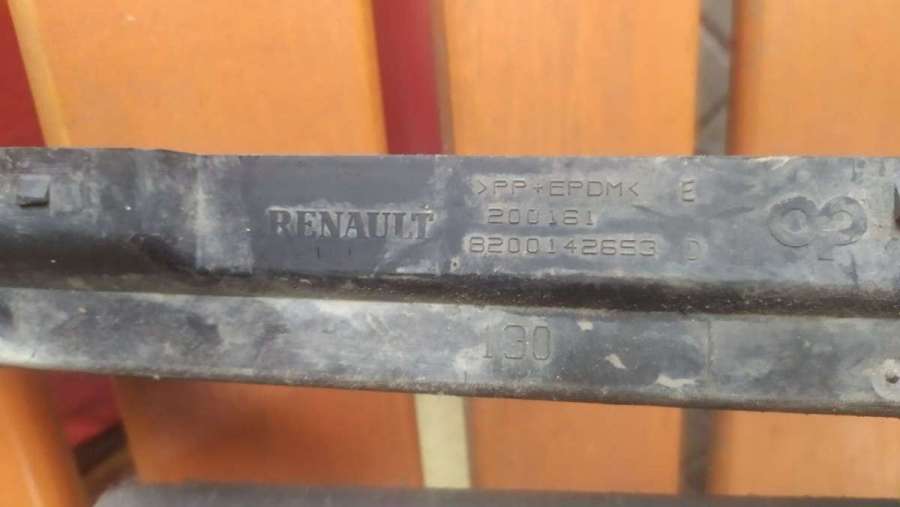 >PP+EPDM< E
RENAULT
200161
8200142653 D
130